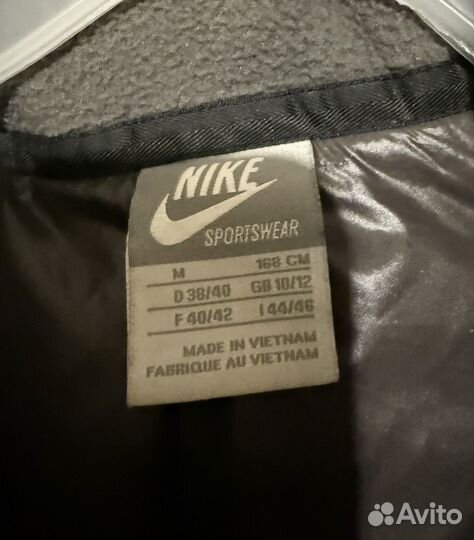 NIKE
SPORTSWEAR
M 168 CM
D 38/40 GB 10/12
F 40/42 I 44/46
MADE IN VIETNAM
FABRIQUE AU VIETNAM
Avito